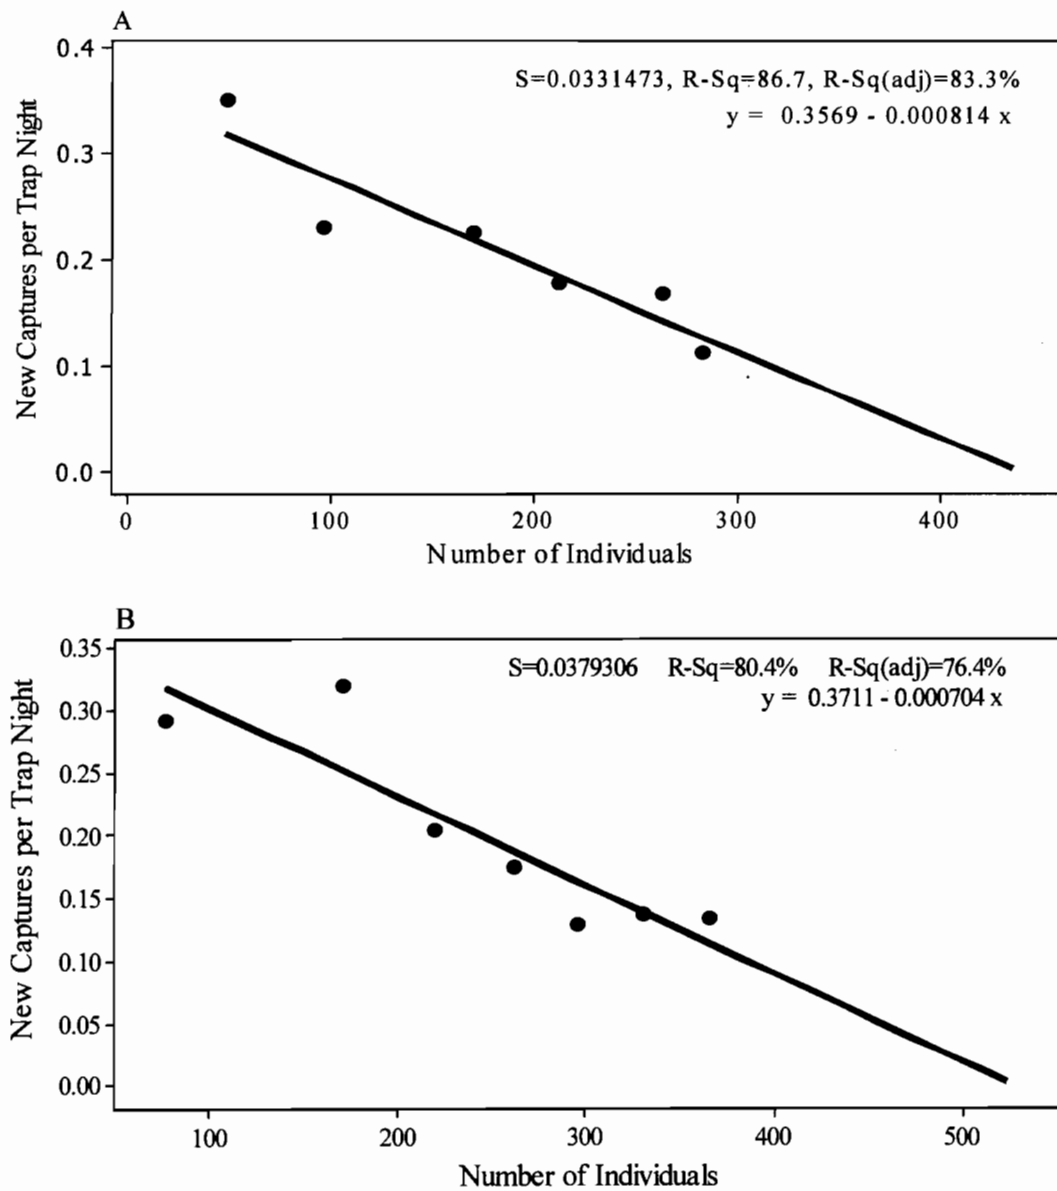 A
0.4
S=0.0331473, R-Sq=86.7, R-Sq(adj)=83.3%
y = 0.3569 - 0.000814 x
0.3
0.2
0.1
0.0
New Captures per Trap Night
0 100 200 300 400
Number of Individuals
B
0.35
S=0.0379306 R-Sq=80.4% R-Sq(adj)=76.4%
y = 0.3711 - 0.000704 x
0.30
0.25
0.20
0.15
0.10
0.05
0.00
New Captures per Trap Night
100 200 300 400 500
Number of Individuals